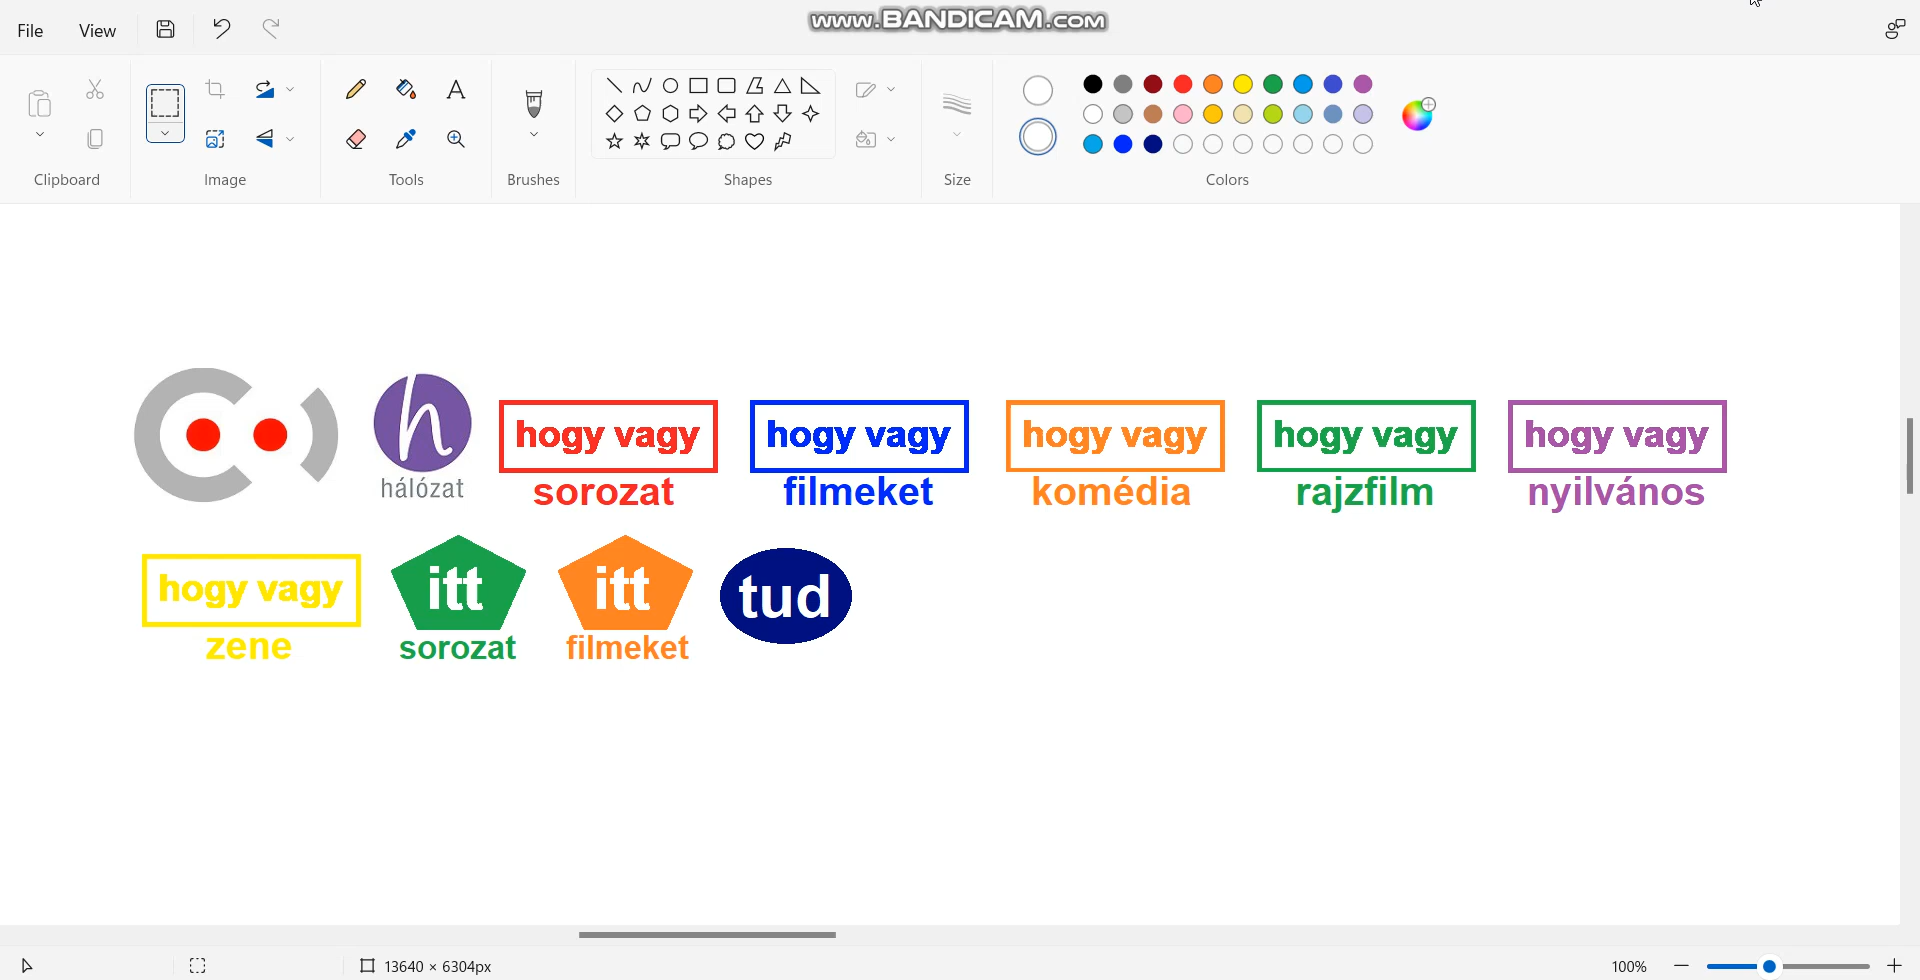 www.BANDICAM.com
File View
Clipboard Image Tools Brushes Shapes Size Colors
h
hálózat
hogy vagy
sorozat
hogy vagy
filmeket
hogy vagy
komédia
hogy vagy
rajzfilm
hogy vagy
nyilvános
hogy vagy
zene
itt
sorozat
itt
filmeket
tud
13640 × 6304px
100%